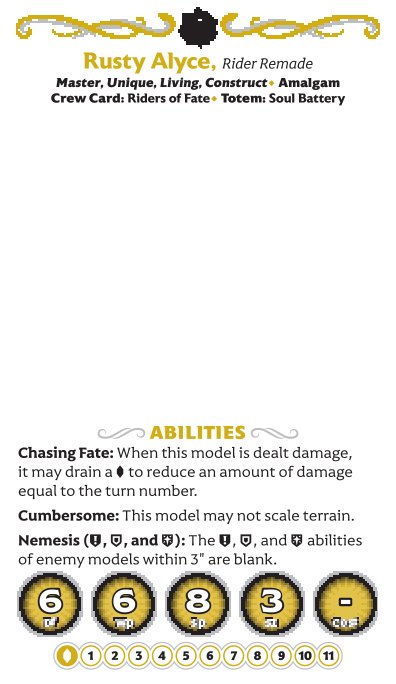 Rusty Alyce, Rider Remade
Master, Unique, Living, Construct Amalgam
Crew Card: Riders of Fate Totem: Soul Battery
ABILITIES
Chasing Fate: When this model is dealt damage,
it may drain a to reduce an amount of damage
equal to the turn number.
Cumbersome: This model may not scale terrain.
Nemesis ( , , and ): The , , and abilities
of enemy models within 3" are blank.
6 6 8 3 -
df wp sp sz cost
1 2 3 4 5 6 7 8 9 10 11